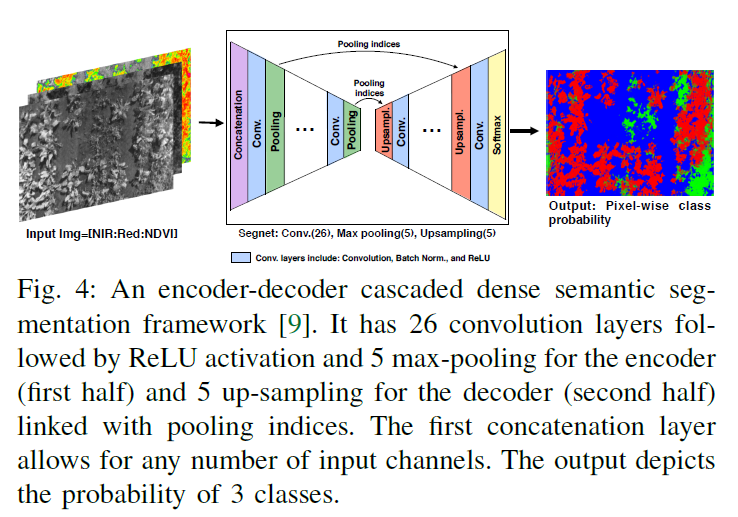 Pooling indices
Pooling
indices
Concatenation
Conv.
Pooling
...
Conv.
Pooling
Upsampl.
Conv.
...
Upsampl.
Conv.
Softmax
Input Img=[NIR:Red:NDVI]
Segnet: Conv.(26), Max pooling(5), Upsampling(5)
Output: Pixel-wise class
probability
Conv. layers include: Convolution, Batch Norm., and ReLU
Fig. 4: An encoder-decoder cascaded dense semantic seg-
mentation framework [9]. It has 26 convolution layers fol-
lowed by ReLU activation and 5 max-pooling for the encoder
(first half) and 5 up-sampling for the decoder (second half)
linked with pooling indices. The first concatenation layer
allows for any number of input channels. The output depicts
the probability of 3 classes.